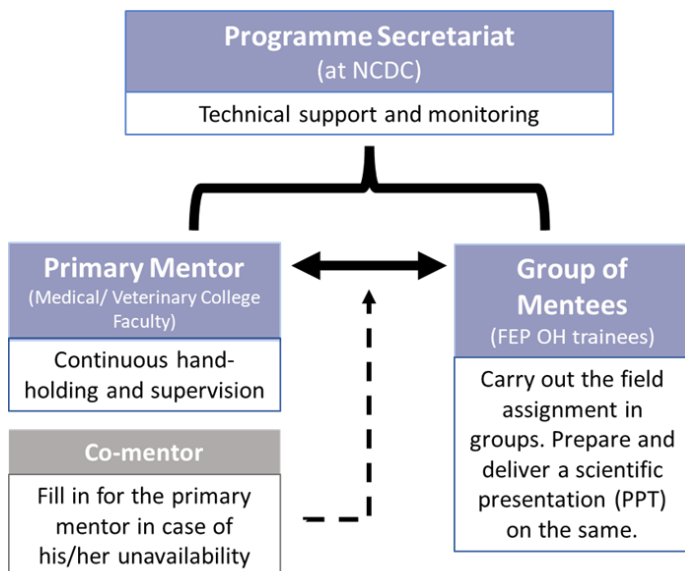 Programme Secretariat
(at NCDC)
Technical support and monitoring
Primary Mentor
(Medical/ Veterinary College
Faculty)
Continuous hand-
holding and supervision
Co-mentor
Fill in for the primary
mentor in case of
his/her unavailability
Group of
Mentees
(FEP OH trainees)
Carry out the field
assignment in
groups. Prepare and
deliver a scientific
presentation (PPT)
on the same.